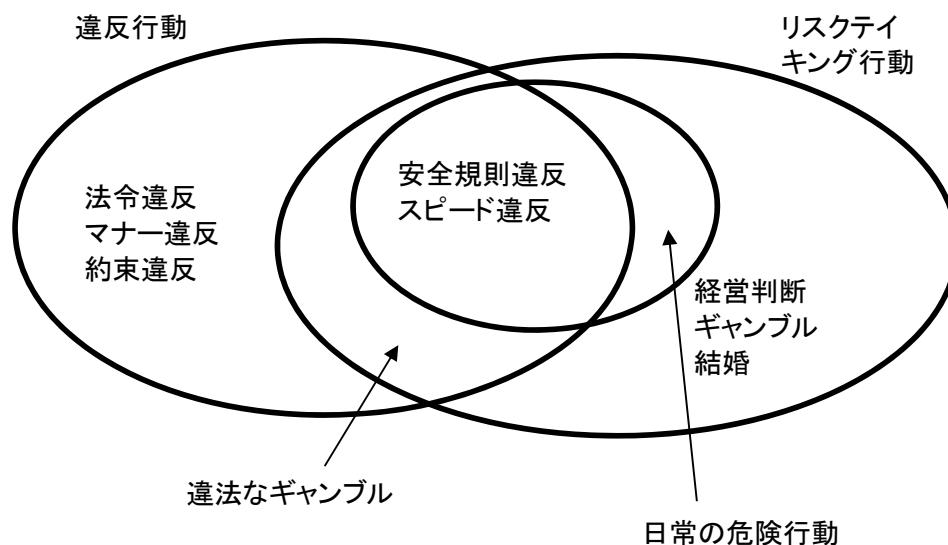 違反行動
リスクテイ
キング行動
安全規則違反
スピード違反
法令違反
マナー違反
約束違反
経営判断
ギャンブル
結婚
違法なギャンブル
日常の危険行動